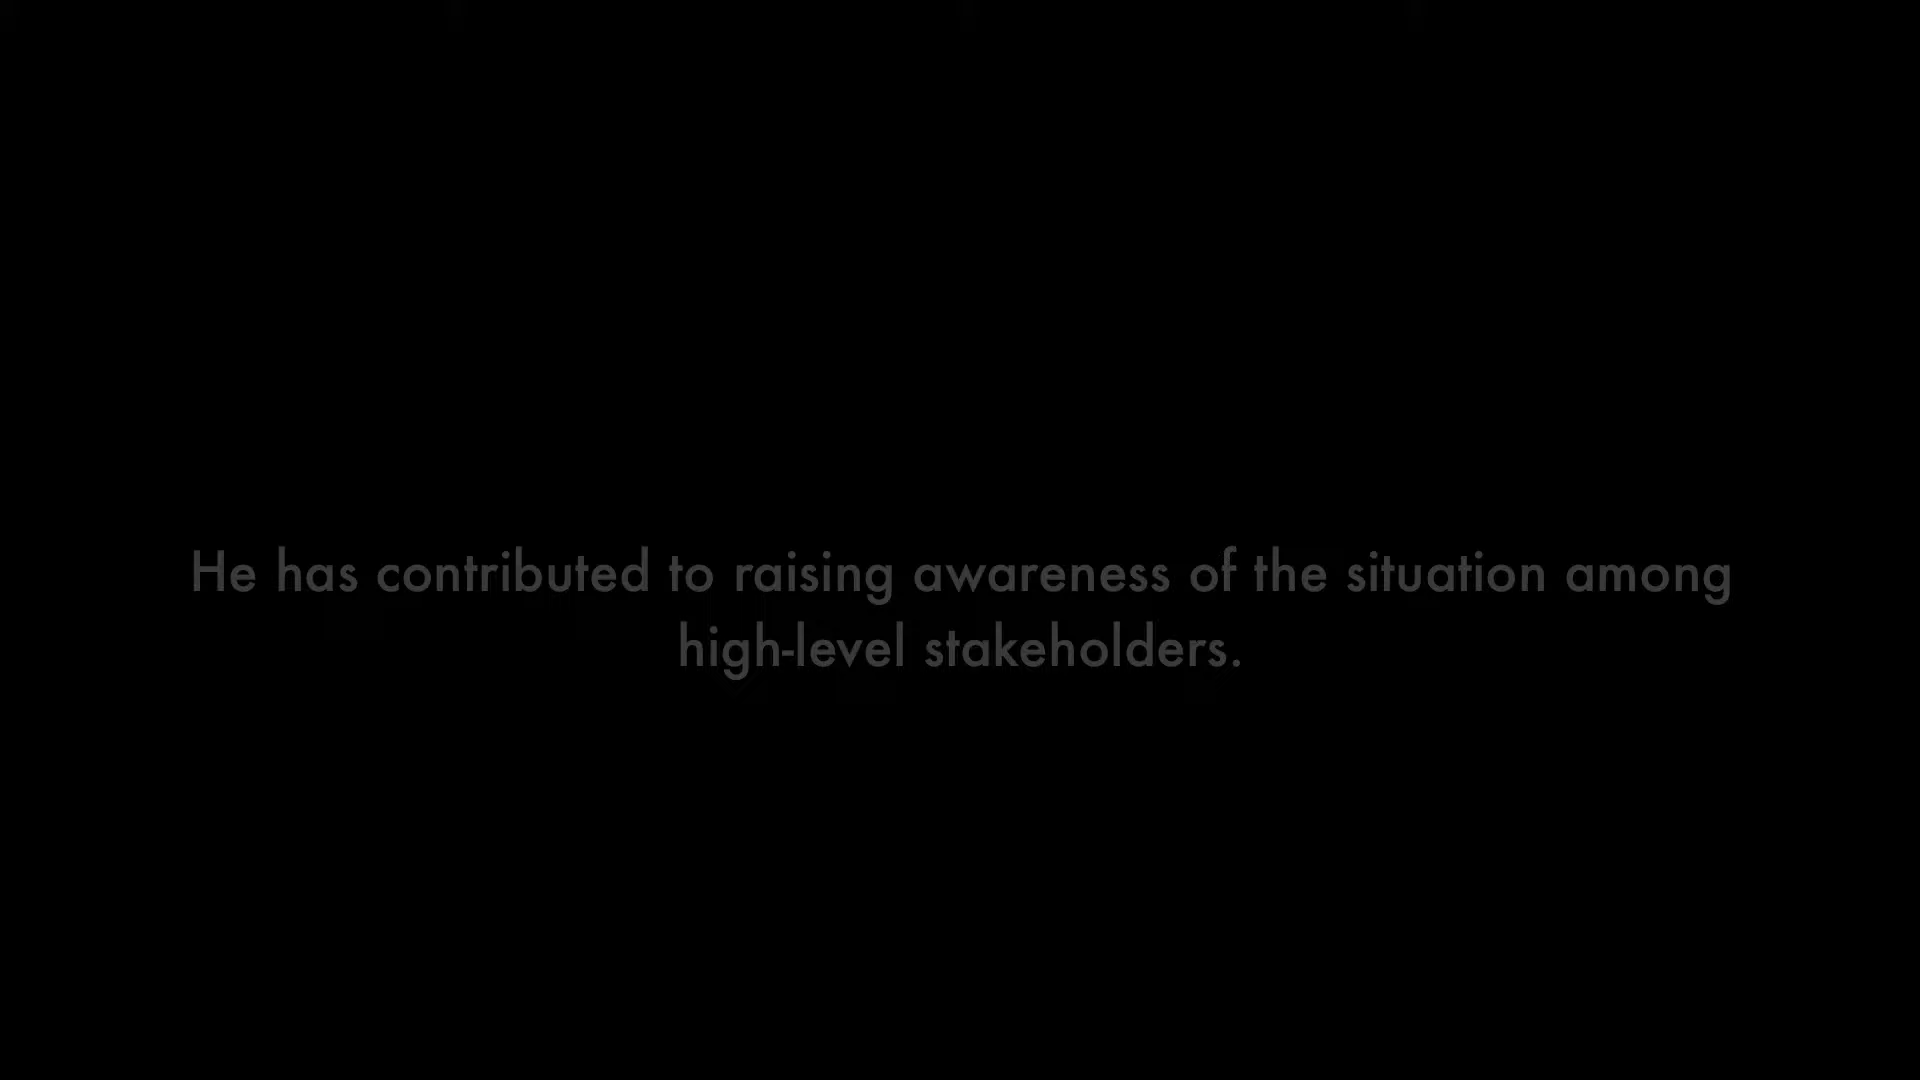 He has contributed to raising awareness of the situation among
high-level stakeholders.